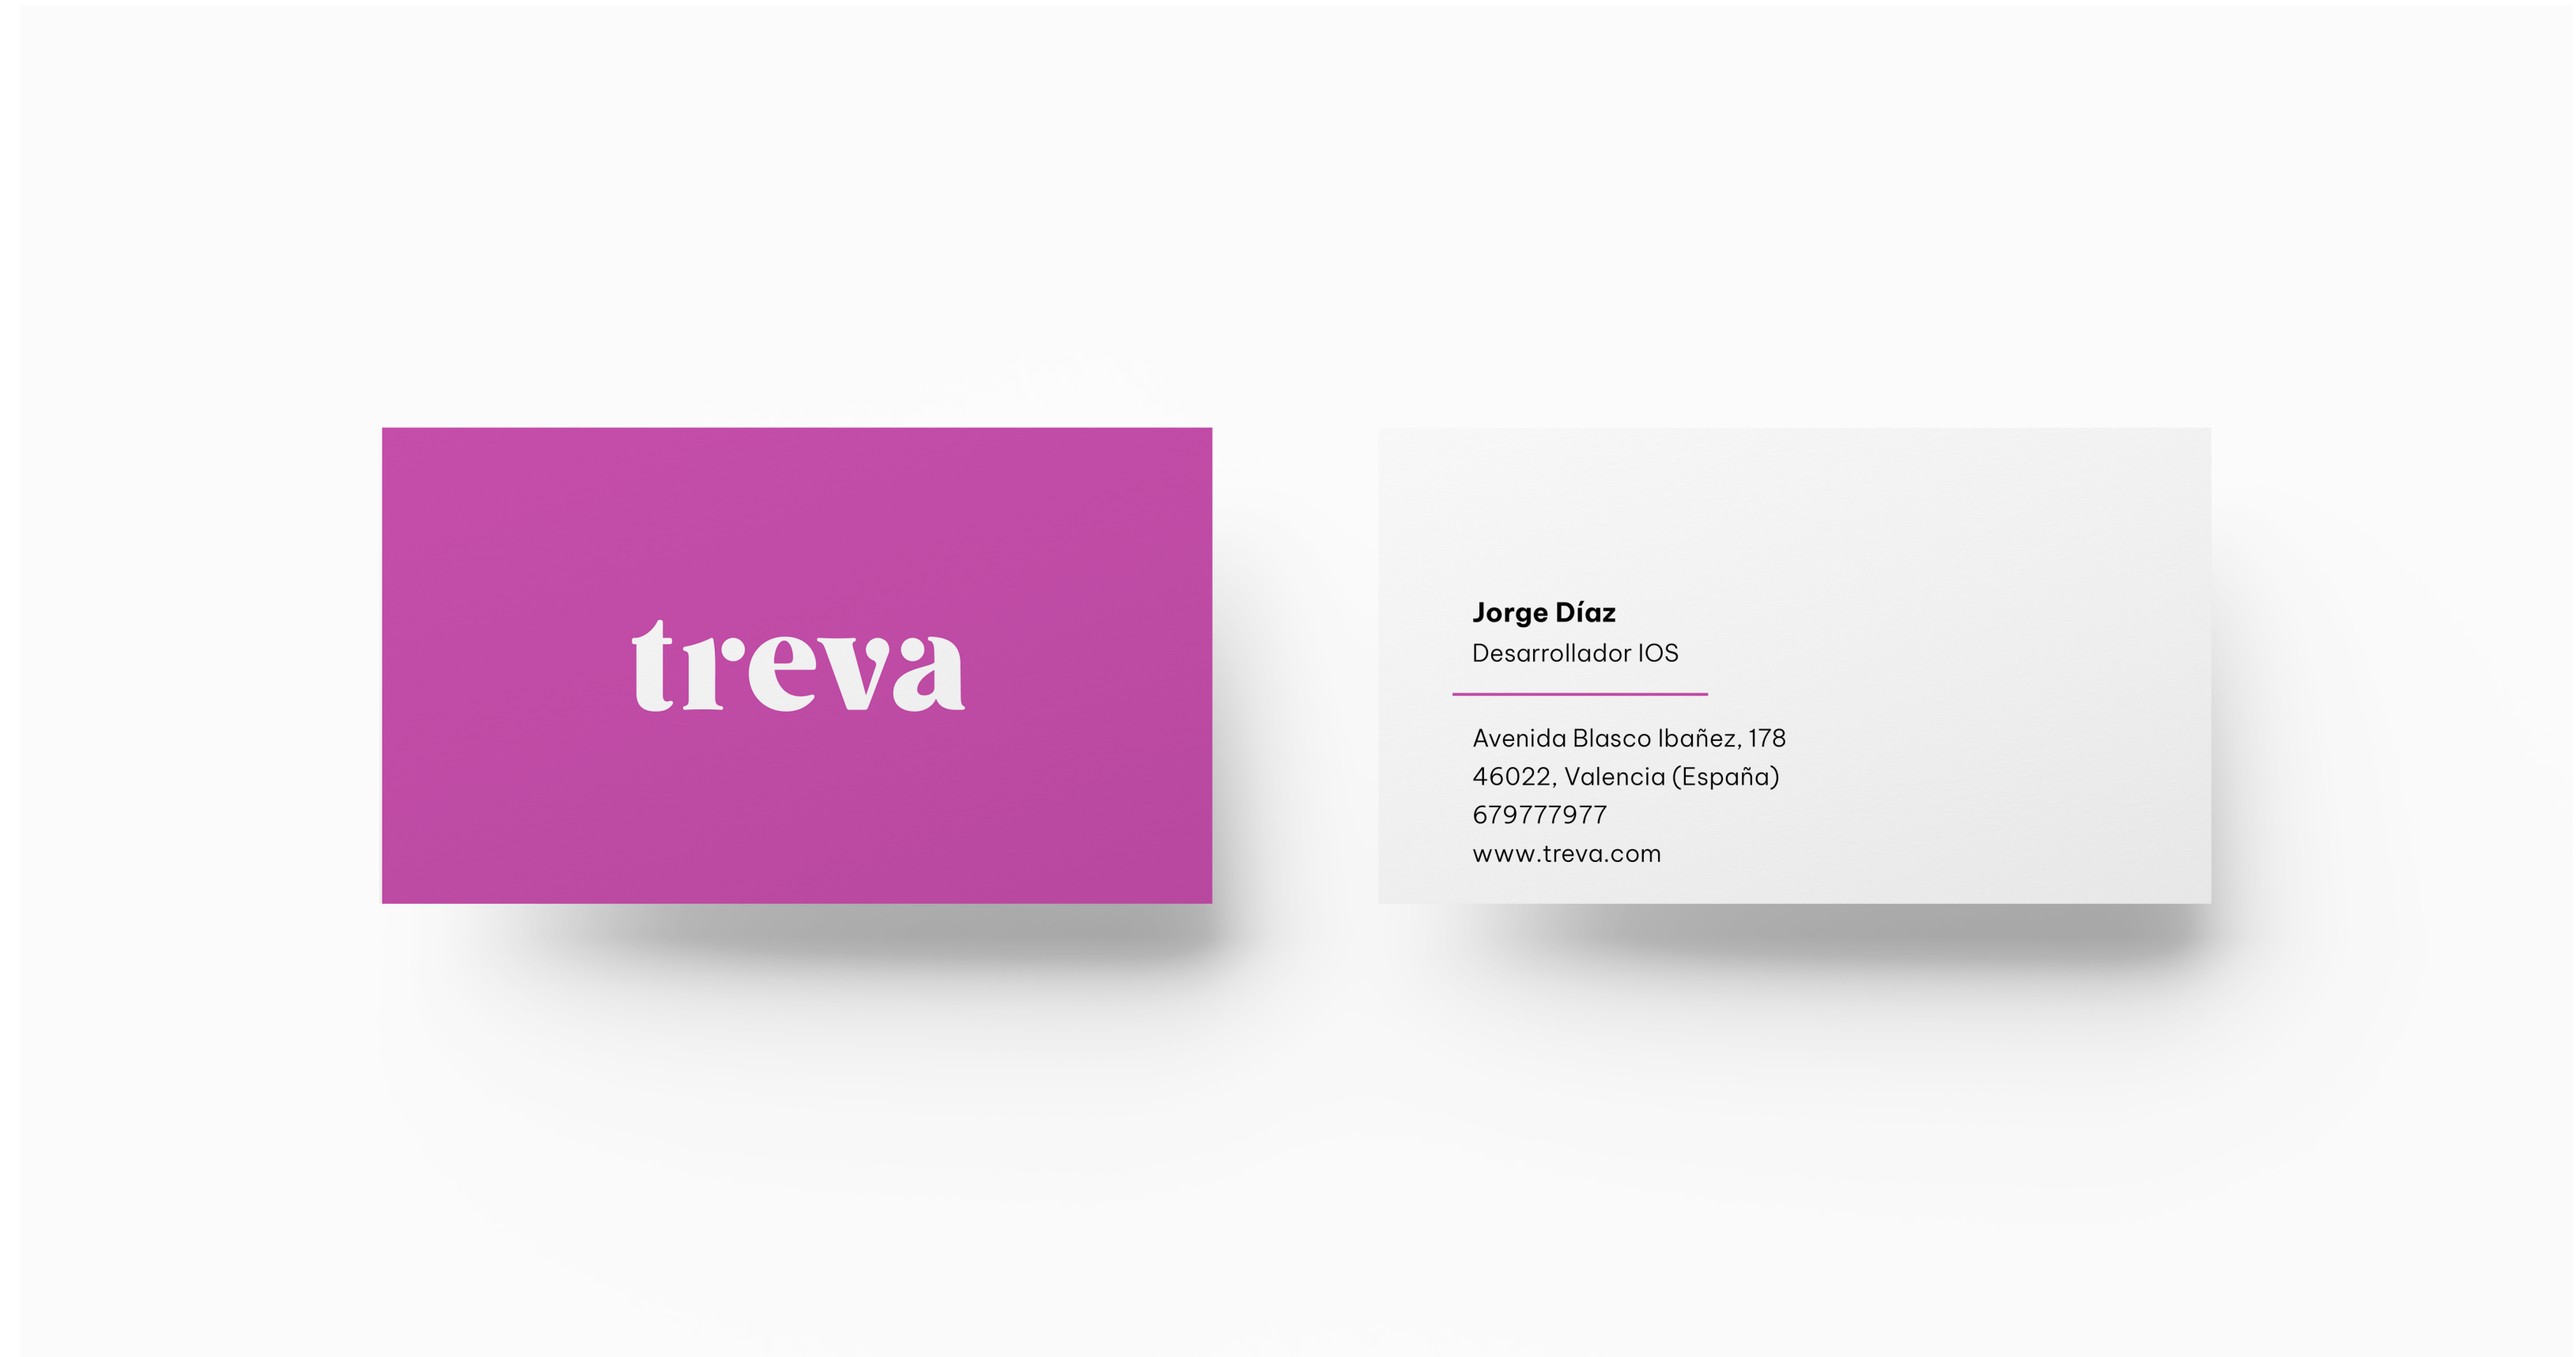 treva
Jorge Díaz
Desarrollador IOS
Avenida Blasco Ibañez, 178
46022, Valencia (España)
679777977
www.treva.com